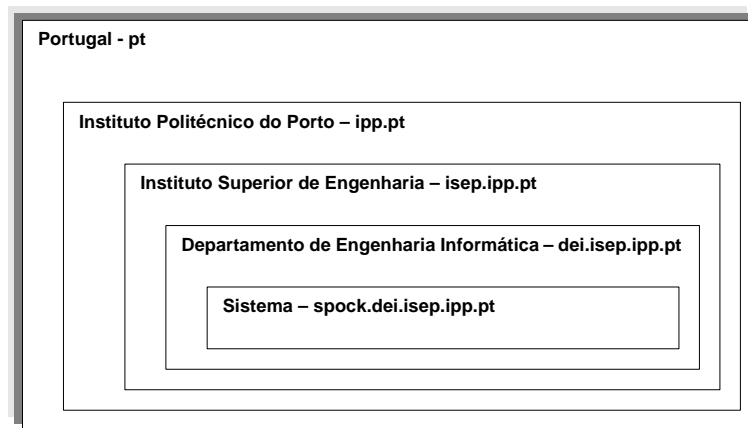 Portugal - pt
Instituto Politécnico do Porto – ipp.pt
Instituto Superior de Engenharia – isep.ipp.pt
Departamento de Engenharia Informática – dei.isep.ipp.pt
Sistema – spock.dei.isep.ipp.pt